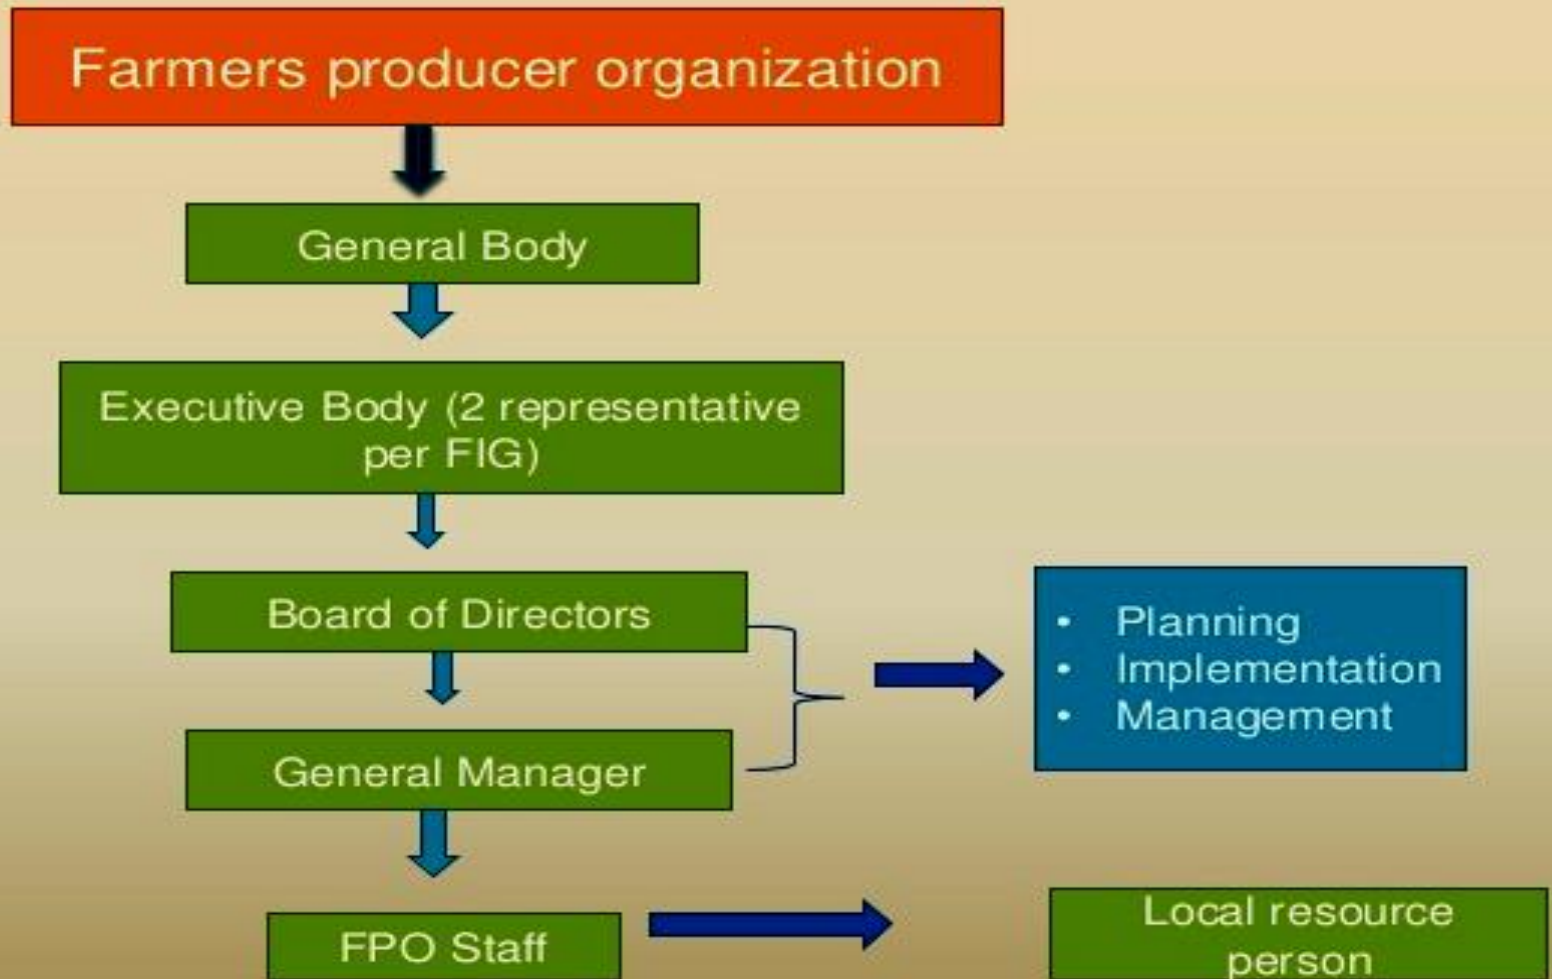 Farmers producer organization
General Body
Executive Body (2 representative
per FIG)
Board of Directors
• Planning
• Implementation
• Management
General Manager
FPO Staff
Local resource
person